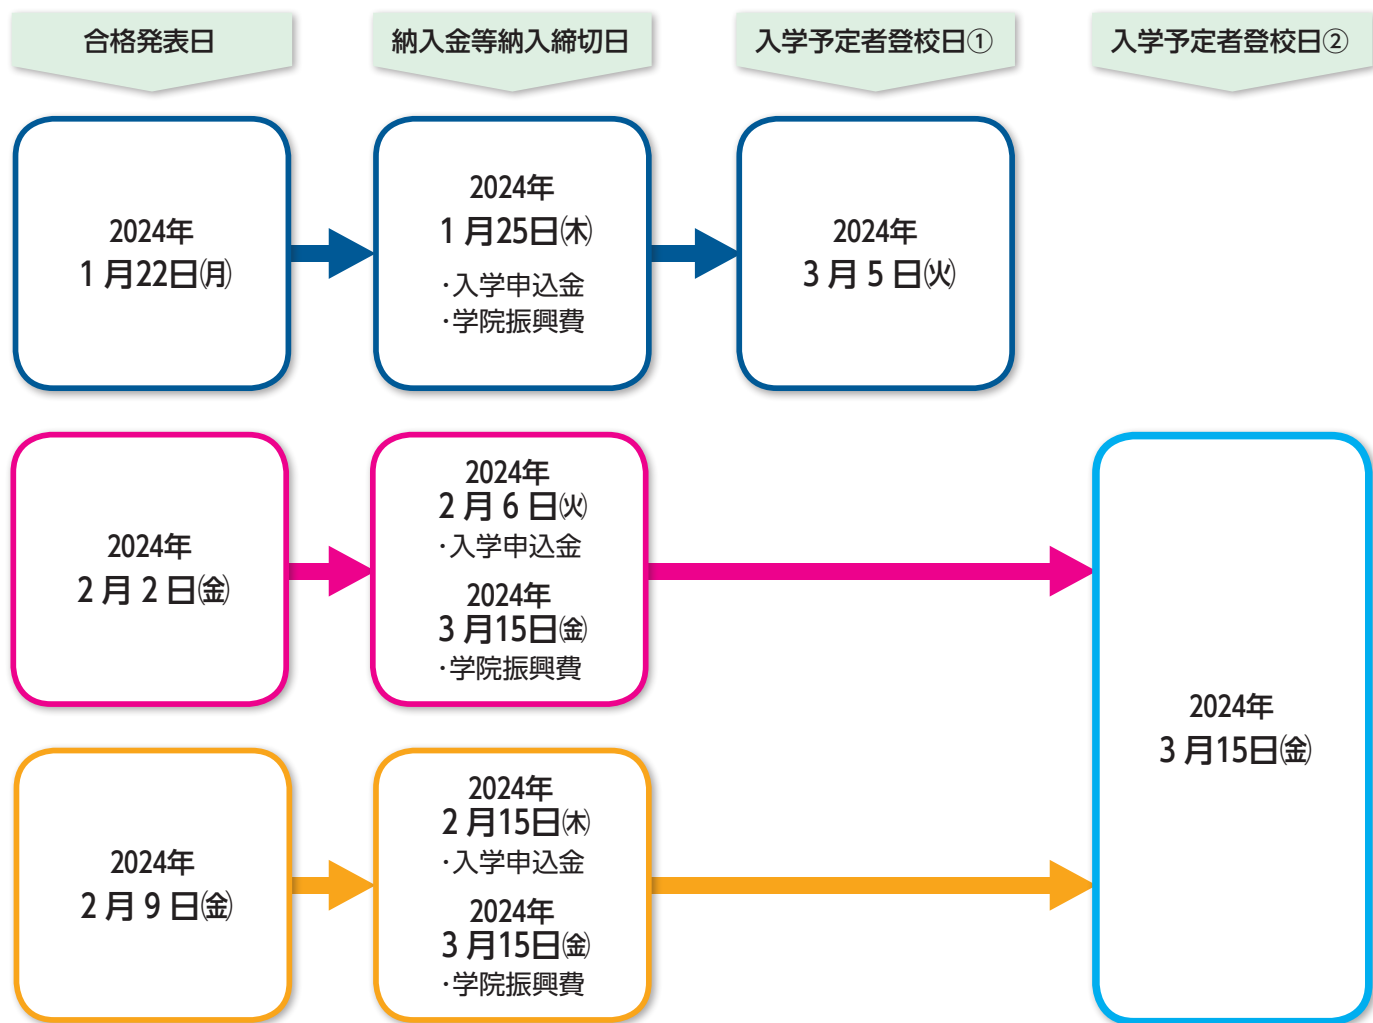 合格発表日
納入金等納入締切日
入学予定者登校日①
入学予定者登校日②
2024年
1月22日㈪
2024年
1月25日㈭
・入学申込金
・学院振興費
2024年
3月5日㈫
2024年
2月2日㈮
2024年
2月6日㈫
・入学申込金
2024年
3月15日㈮
・学院振興費
2024年
3月15日㈮
2024年
2月9日㈮
2024年
2月15日㈭
・入学申込金
2024年
3月15日㈮
・学院振興費